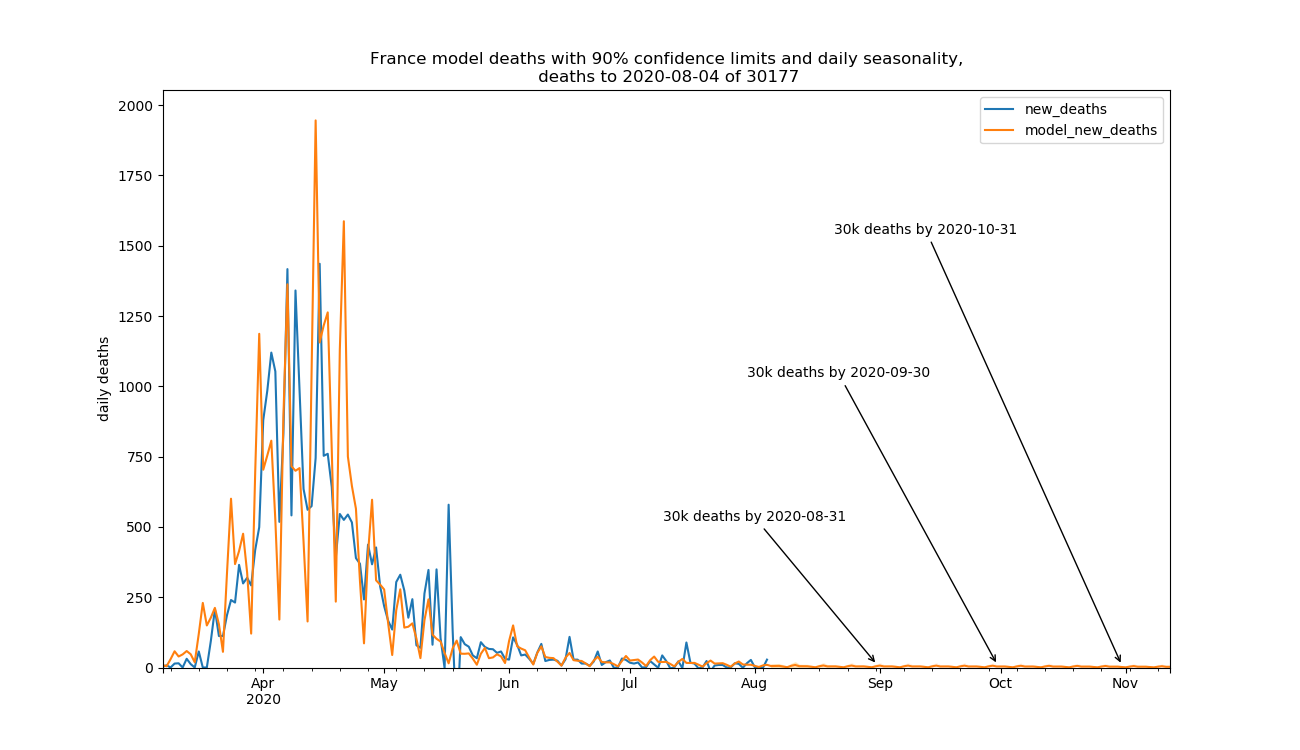 France model deaths with 90% confidence limits and daily seasonality,
deaths to 2020-08-04 of 30177
2000
1750
1500
1250
1000
750
500
250
0
daily deaths
new_deaths
model_new_deaths
30k deaths by 2020-10-31
30k deaths by 2020-09-30
30k deaths by 2020-08-31
Apr
2020
May
Jun
Jul
Aug
Sep
Oct
Nov